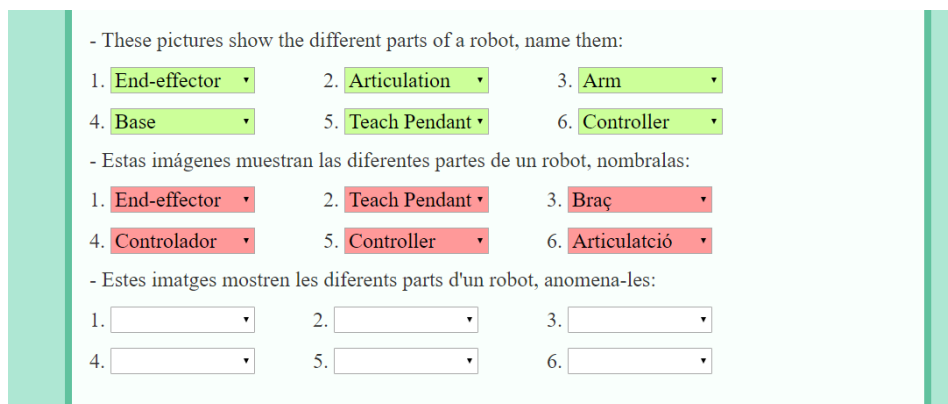 - These pictures show the different parts of a robot, name them:
1. End-effector 2. Articulation 3. Arm
4. Base 5. Teach Pendant 6. Controller
- Estas imágenes muestran las diferentes partes de un robot, nombralas:
1. End-effector 2. Teach Pendant 3. Braç
4. Controlador 5. Controller 6. Articulatció
- Estes imatges mostren les diferents parts d'un robot, anomena-les:
1. 2. 3.
4. 5. 6.